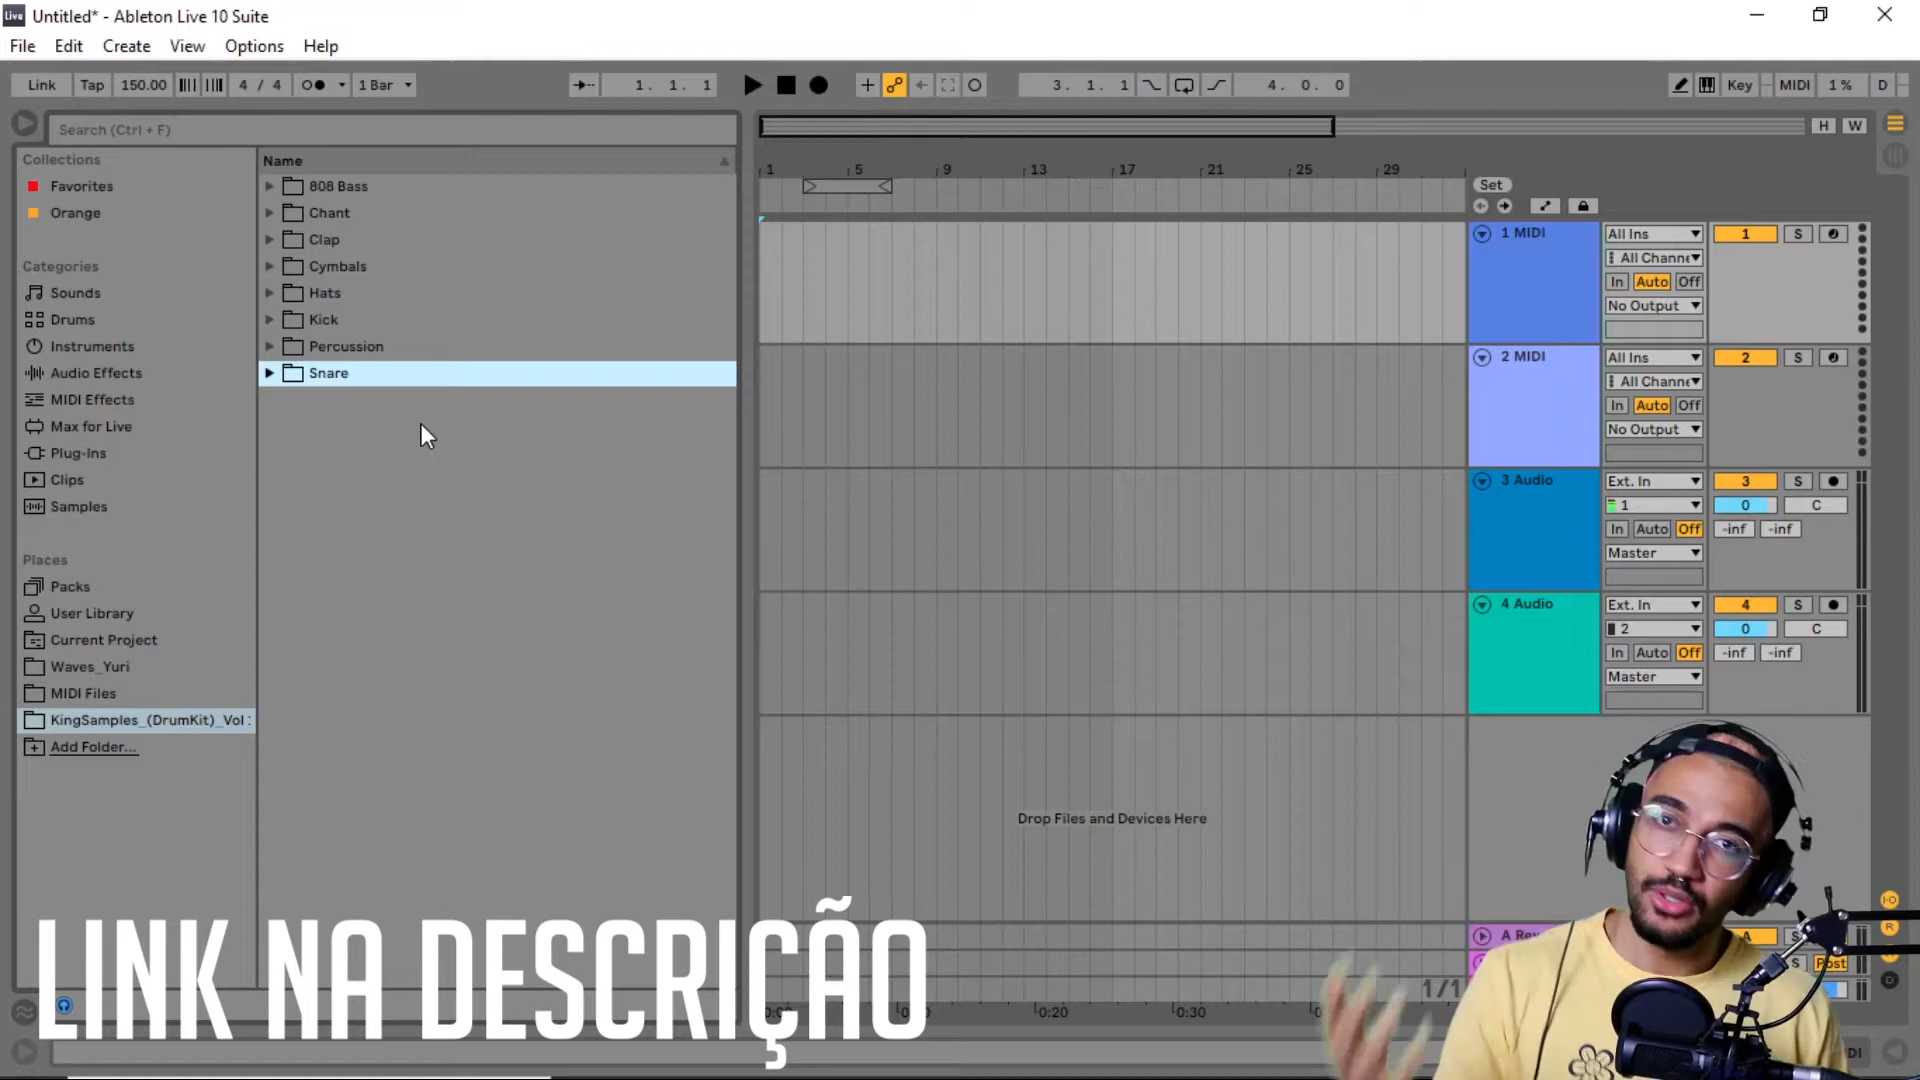 Live Untitled* - Ableton Live 10 Suite
File Edit Create View Options Help
Link Tap 150.00 4 / 4 1 Bar 1. 1. 1 3. 1. 1 4. 0. 0 Key MIDI 1 % D
Search (Ctrl + F)
H W
Collections
Favorites
Orange
Categories
Sounds
Drums
Instruments
Audio Effects
MIDI Effects
Max for Live
Plug-Ins
Clips
Samples
Places
Packs
User Library
Current Project
Waves_Yuri
MIDI Files
KingSamples_(DrumKit)_Vol :
Add Folder...
Name
808 Bass
Chant
Clap
Cymbals
Hats
Kick
Percussion
Snare
1 5 9 13 17 21 25 29
Set
1 MIDI All Ins 1 S
All Channe
In Auto Off
No Output
2 MIDI All Ins 2 S
All Channe
In Auto Off
No Output
3 Audio Ext. In 3 S
1 0 C
In Auto Off -inf -inf
Master
4 Audio Ext. In 4 S
2 0 C
In Auto Off -inf -inf
Master
Drop Files and Devices Here
A Rev A S
S Post
1/1
0:20 0:30
LINK NA DESCRIÇÃO